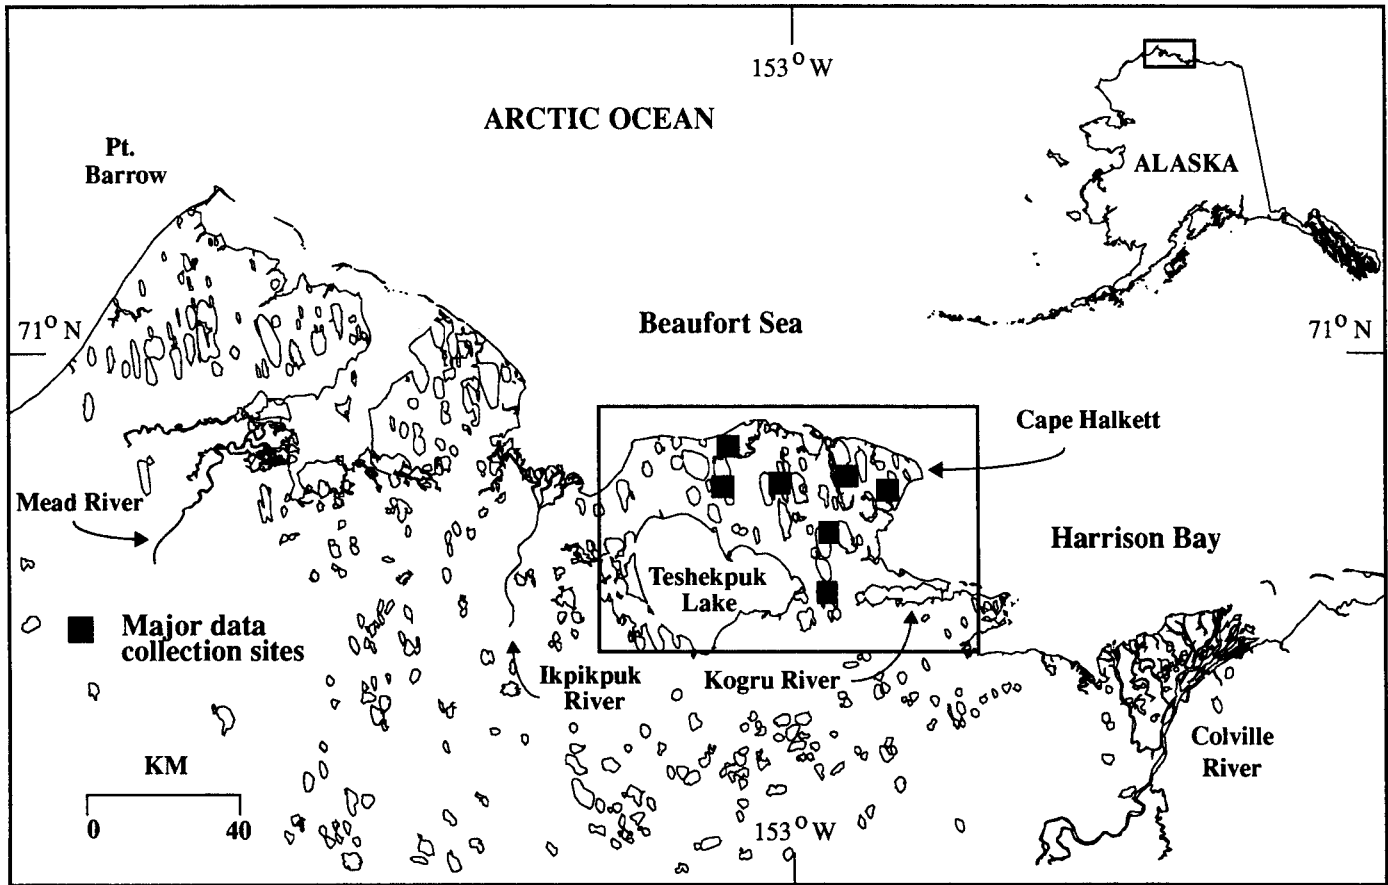 153° W
ARCTIC OCEAN
Pt.
Barrow
ALASKA
71° N
Beaufort Sea
71° N
Cape Halkett
Mead River
Harrison Bay
Teshekpuk
Lake
Major data
collection sites
Ikpikpuk
River
Kogru River
Colville
River
KM
0 40
153° W